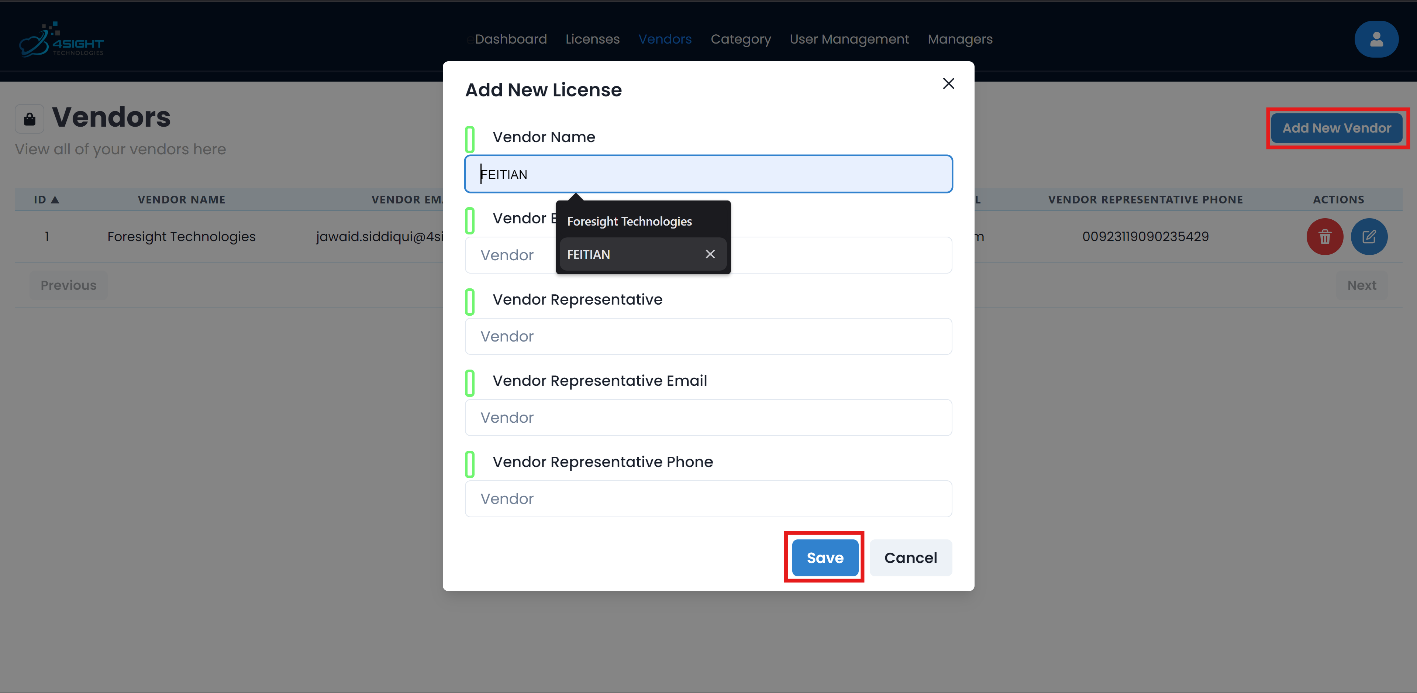 4SIGHT
TECHNOLOGIES
Dashboard Licenses Vendors Category User Management Managers
Add New License
Vendors
View all of your vendors here
Add New Vendor
Vendor Name
FEITIAN
ID ▲ VENDOR NAME VENDOR EMA L VENDOR REPRESENTATIVE PHONE ACTIONS
Vendor E
Foresight Technologies
1 Foresight Technologies jawaid.siddiqui@4si m 00923119090235429
Vendor
FEITIAN
Previous
Next
Vendor Representative
Vendor
Vendor Representative Email
Vendor
Vendor Representative Phone
Vendor
Save Cancel